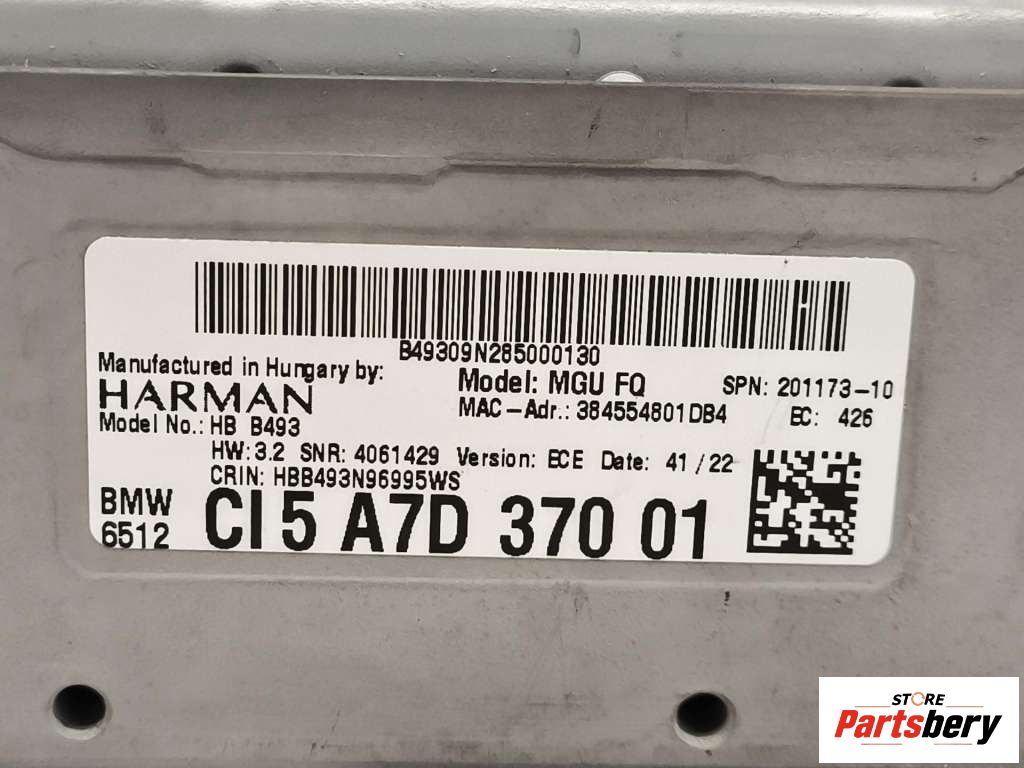 B49309N285000130
Manufactured in Hungary by:
HARMAN
Model: MGU FQ
SPN: 201173-10
MAC-Adr.: 384554801DB4
EC: 426
Model No.: HB B493
HW: 3.2 SNR: 4061429 Version: ECE Date: 41/22
CRIN: HBB493N96995WS
BMW
6512
CI 5 A7D 370 01
STORE
Partsbery